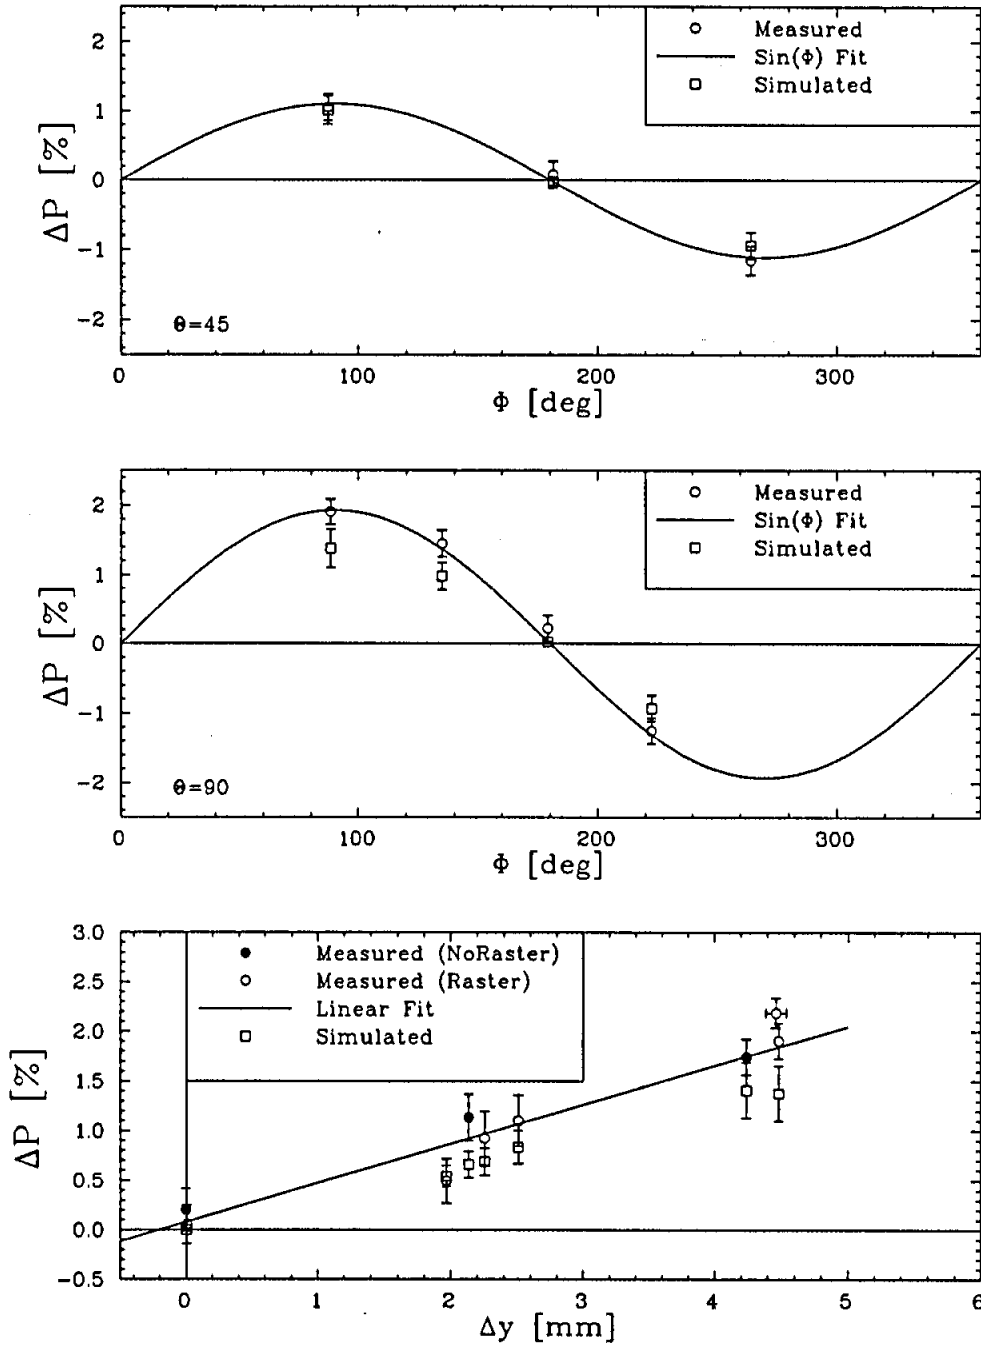 2
1
0
−1
−2
ΔP [%]
Measured
Sin(Φ) Fit
Simulated
θ=45
0 100 200 300
Φ [deg]
2
1
0
−1
−2
ΔP [%]
Measured
Sin(Φ) Fit
Simulated
θ=90
0 100 200 300
Φ [deg]
3.0
2.5
2.0
1.5
1.0
0.5
0.0
−0.5
ΔP [%]
Measured (NoRaster)
Measured (Raster)
Linear Fit
Simulated
0 1 2 3 4 5 6
Δy [mm]